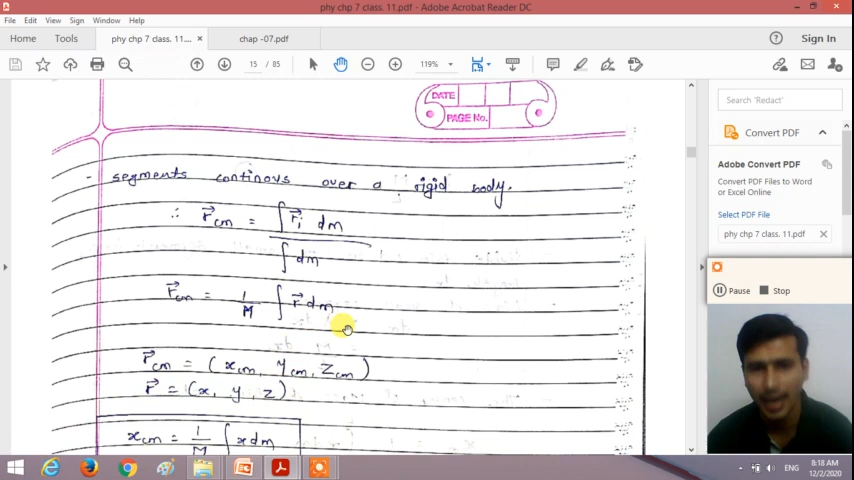 phy chp 7 class. 11.pdf - Adobe Acrobat Reader DC
File Edit View Sign Window Help
Home Tools phy chp 7 class. 11.... × chap -07.pdf ? Sign In
15 / 85 119%
DATE
PAGE No.
Search 'Redact'
Convert PDF
Adobe Convert PDF
Convert PDF Files to Word
or Excel Online
Select PDF File
phy chp 7 class. 11.pdf ×
Pause Stop
- segments continous over a rigid body.
∴ r⃗cm = ∫ r⃗i dm
∫ dm
r⃗cm = 1/M ∫ r⃗ dm
r⃗cm = (xcm, ycm, zcm)
r⃗ = (x, y, z)
xcm = 1/M ∫ x dm
ENG 8:18 AM
12/2/2020